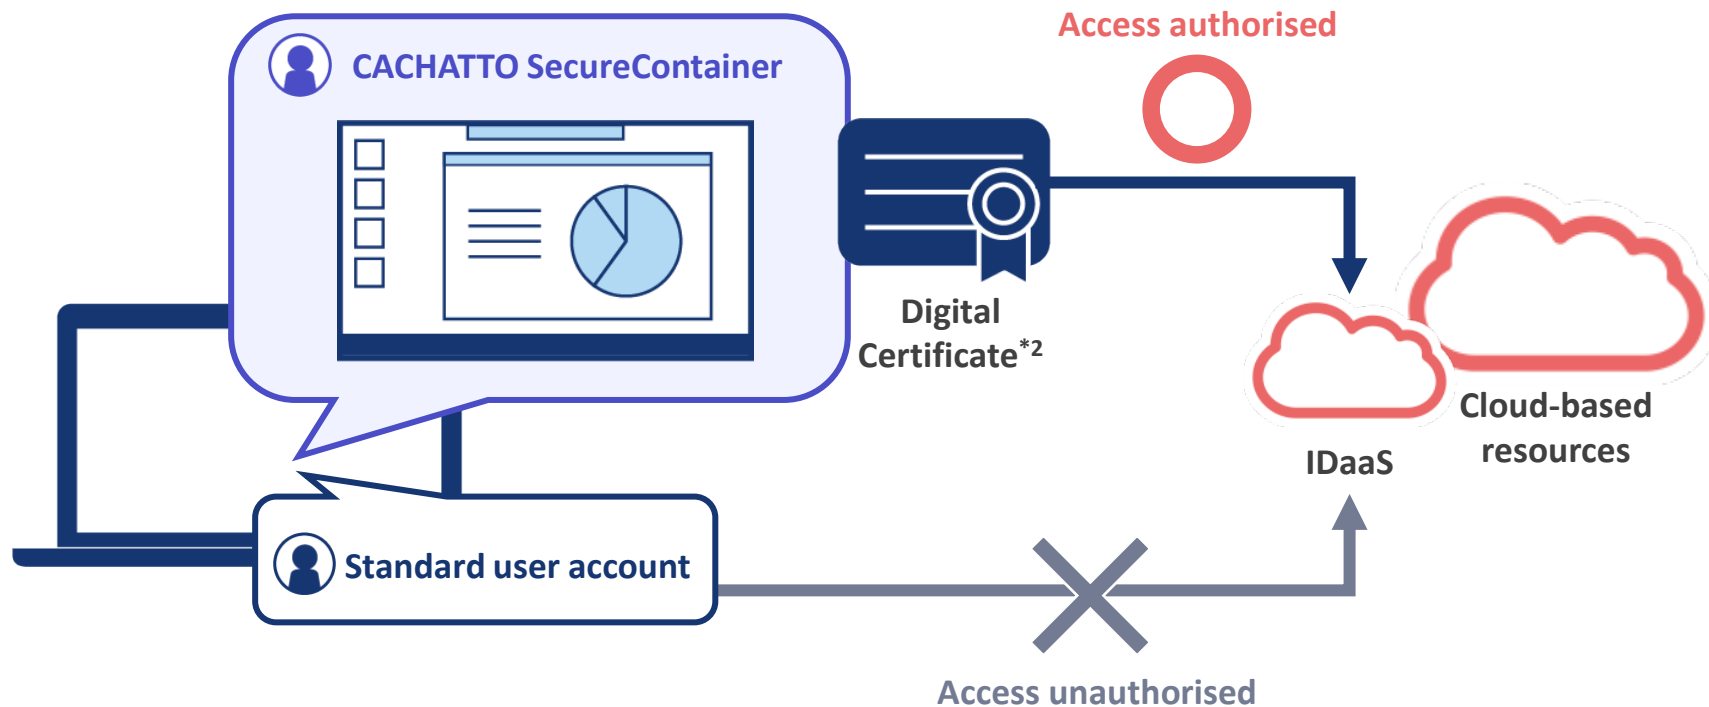 Access authorised
CACHATTO SecureContainer
Digital
Certificate*2
Cloud-based
resources
IDaaS
Standard user account
Access unauthorised